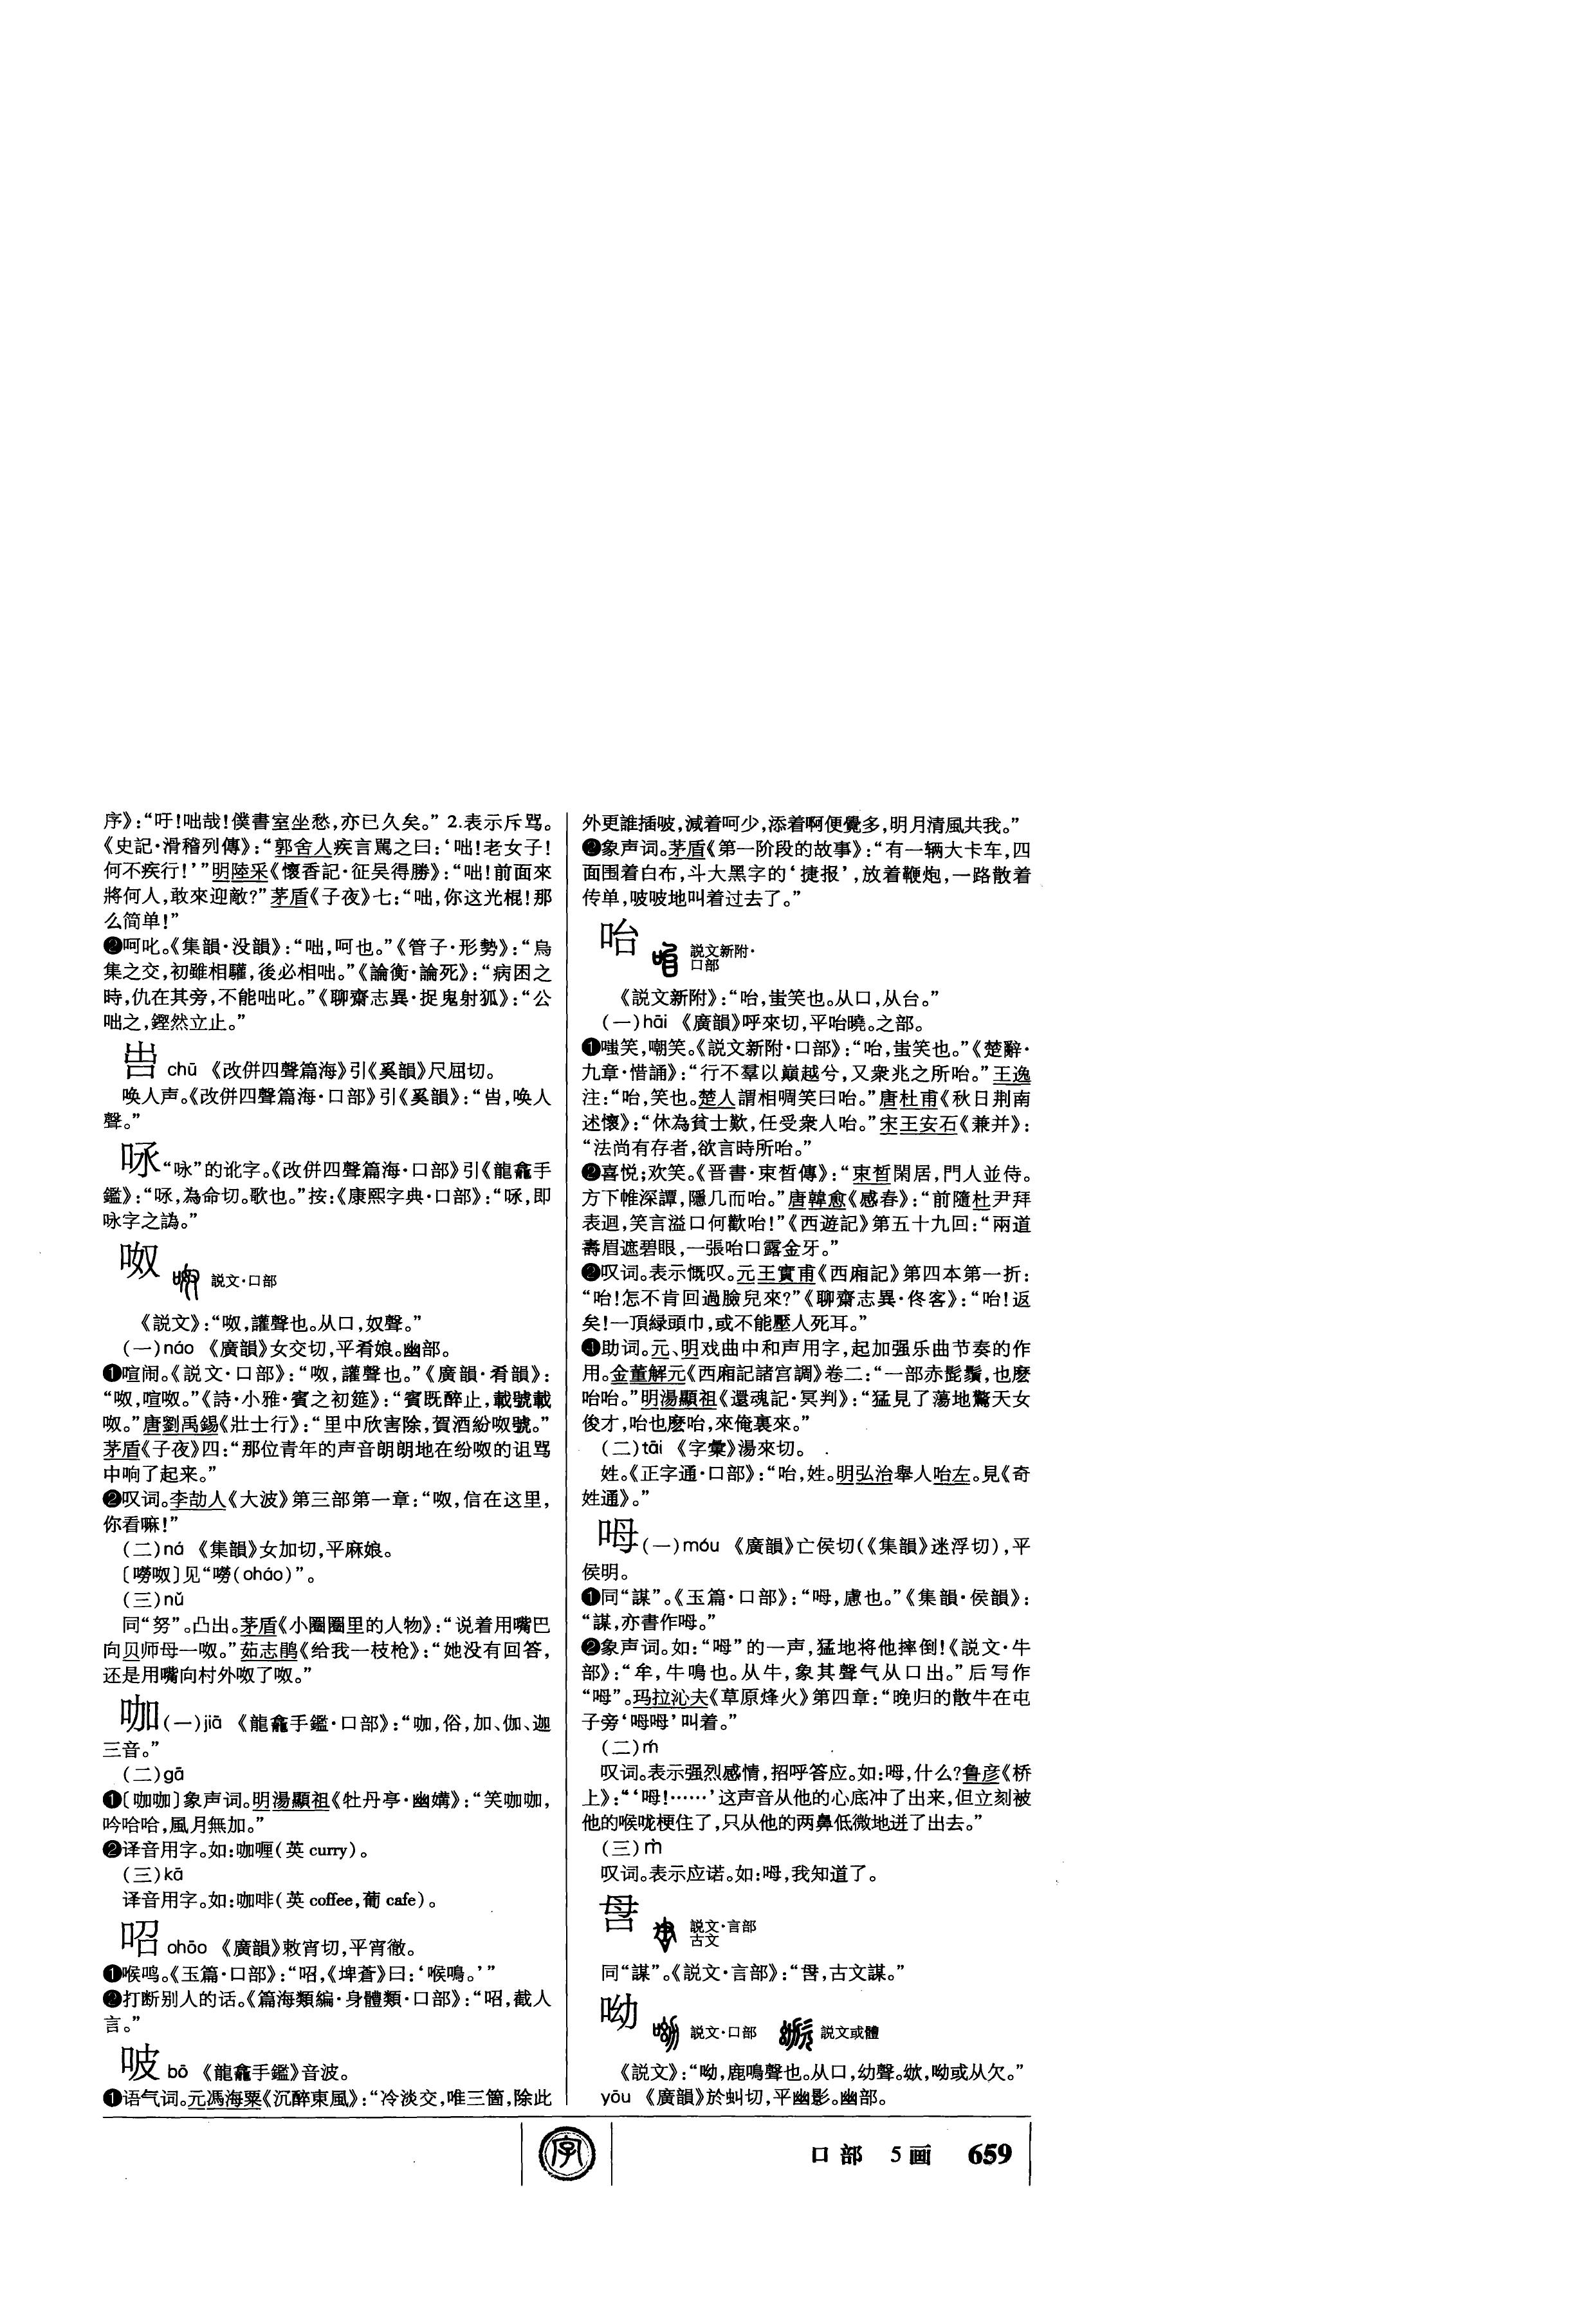 序》：“吁！咄哉！僕書室坐愁，亦已久矣。” 2.表示斥骂。
《史記·滑稽列傳》：“郭舍人疾言罵之曰：‘咄！老女子！
何不疾行！’”明陸采《懷香記·征吴得勝》：“咄！前面來
將何人，敢來迎敵？”茅盾《子夜》七：“咄，你这光棍！那
么简单！”
❷呵叱。《集韻·没韻》：“咄，呵也。”《管子·形勢》：“烏
集之交，初雖相驩，後必相咄。”《論衡·論死》：“病困之
時，仇在其旁，不能咄叱。”《聊齋志異·捉鬼射狐》：“公
咄之，鏗然立止。”
㫮 chū 《改併四聲篇海》引《奚韻》尺屈切。
唤人声。《改併四聲篇海·口部》引《奚韻》：“㫮，唤人
聲。”
“咏”的讹字。《改併四聲篇海·口部》引《龍龕手
鑑》：“，為命切。歌也。”按：《康熙字典·口部》：“，即
咏字之譌。”
呶 説文·口部
《説文》：“呶，讙聲也。从口，奴聲。”
（一）náo 《廣韻》女交切，平肴娘。幽部。
❶喧闹。《説文·口部》：“呶，讙聲也。”《廣韻·肴韻》：
“呶，喧呶。”《詩·小雅·賓之初筵》：“賓既醉止，載號載
呶。”唐劉禹錫《壯士行》：“里中欣害除，賀酒紛呶號。”
茅盾《子夜》四：“那位青年的声音朗朗地在纷呶的诅骂
中响了起来。”
❷叹词。李劼人《大波》第三部第一章：“呶，信在这里，
你看嘛！”
（二）ná 《集韻》女加切，平麻娘。
〔嘮呶〕见“嘮（oháo）”。
（三）nǔ
同“努”。凸出。茅盾《小圈圈里的人物》：“说着用嘴巴
向贝师母一呶。”茹志鹃《给我一枝枪》：“她没有回答，
还是用嘴向村外呶了呶。”
咖（一）jiā 《龍龕手鑑·口部》：“咖，俗，加、伽、迦
三音。”
（二）gā
❶〔咖咖〕象声词。明湯顯祖《牡丹亭·幽媾》：“笑咖咖，
吟哈哈，風月無加。”
❷译音用字。如：咖喱（英 curry）。
（三）kā
译音用字。如：咖啡（英 coffee，葡 cafe）。
㕿 ohāo 《廣韻》敕宵切，平宵徹。
❶喉鸣。《玉篇·口部》：“㕿，《埤蒼》曰：‘喉鳴。’”
❷打断别人的话。《篇海類編·身體類·口部》：“㕿，截人
言。”
㕰 bō 《龍龕手鑑》音波。
❶语气词。元馮海粟《沉醉東風》：“冷淡交，唯三箇，除此
外更誰插㕰，減着呵少，添着啊便覺多，明月清風共我。”
❷象声词。茅盾《第一阶段的故事》：“有一辆大卡车，四
面围着白布，斗大黑字的‘捷报’，放着鞭炮，一路散着
传单，㕰㕰地叫着过去了。”
咍 説文新附·
口部
《説文新附》：“咍，蚩笑也。从口，从台。”
（一）hāi 《廣韻》呼來切，平咍曉。之部。
❶嗤笑，嘲笑。《説文新附·口部》：“咍，蚩笑也。”《楚辭·
九章·惜誦》：“行不羣以巔越兮，又衆兆之所咍。”王逸
注：“咍，笑也。楚人謂相啁笑曰咍。”唐杜甫《秋日荆南
述懷》：“休為貧士歎，任受衆人咍。”宋王安石《兼并》：
“法尚有存者，欲言時所咍。”
❷喜悦；欢笑。《晋書·束晳傳》：“束晳閑居，門人並侍。
方下帷深譚，隱几而咍。”唐韓愈《感春》：“前隨杜尹拜
表迴，笑言溢口何歡咍！”《西遊記》第五十九回：“兩道
壽眉遮碧眼，一張咍口露金牙。”
❷叹词。表示慨叹。元王實甫《西廂記》第四本第一折：
“咍！怎不肯回過臉兒來？”《聊齋志異·佟客》：“咍！返
矣！一頂緑頭巾，或不能壓人死耳。”
❹助词。元、明戏曲中和声用字，起加强乐曲节奏的作
用。金董解元《西廂記諸宫調》卷二：“一部赤髭鬚，也麽
咍咍。”明湯顯祖《還魂記·冥判》：“猛見了蕩地驚天女
俊才，咍也麽咍，來俺裏來。”
（二）tāi 《字彙》湯來切。
姓。《正字通·口部》：“咍，姓。明弘治舉人咍左。見《奇
姓通》。”
呣（一）móu 《廣韻》亡侯切（《集韻》迷浮切），平
侯明。
❶同“謀”。《玉篇·口部》：“呣，慮也。”《集韻·侯韻》：
“謀，亦書作呣。”
❷象声词。如：“呣”的一声，猛地将他摔倒！《説文·牛
部》：“牟，牛鳴也。从牛，象其聲气从口出。”后写作
“呣”。玛拉沁夫《草原烽火》第四章：“晚归的散牛在屯
子旁‘呣呣’叫着。”
（二）ḿ
叹词。表示强烈感情，招呼答应。如：呣，什么？鲁彦《桥
上》：“‘呣！……’这声音从他的心底冲了出来，但立刻被
他的喉咙梗住了，只从他的两鼻低微地迸了出去。”
（三）m̀
叹词。表示应诺。如：呣，我知道了。
𠰔 説文·言部
古文
同“謀”。《説文·言部》：“𠰔，古文謀。”
呦 説文·口部 説文或體
《説文》：“呦，鹿鳴聲也。从口，幼聲。㕱，呦或从欠。”
yōu 《廣韻》於虯切，平幽影。幽部。
字
口部 5画 659